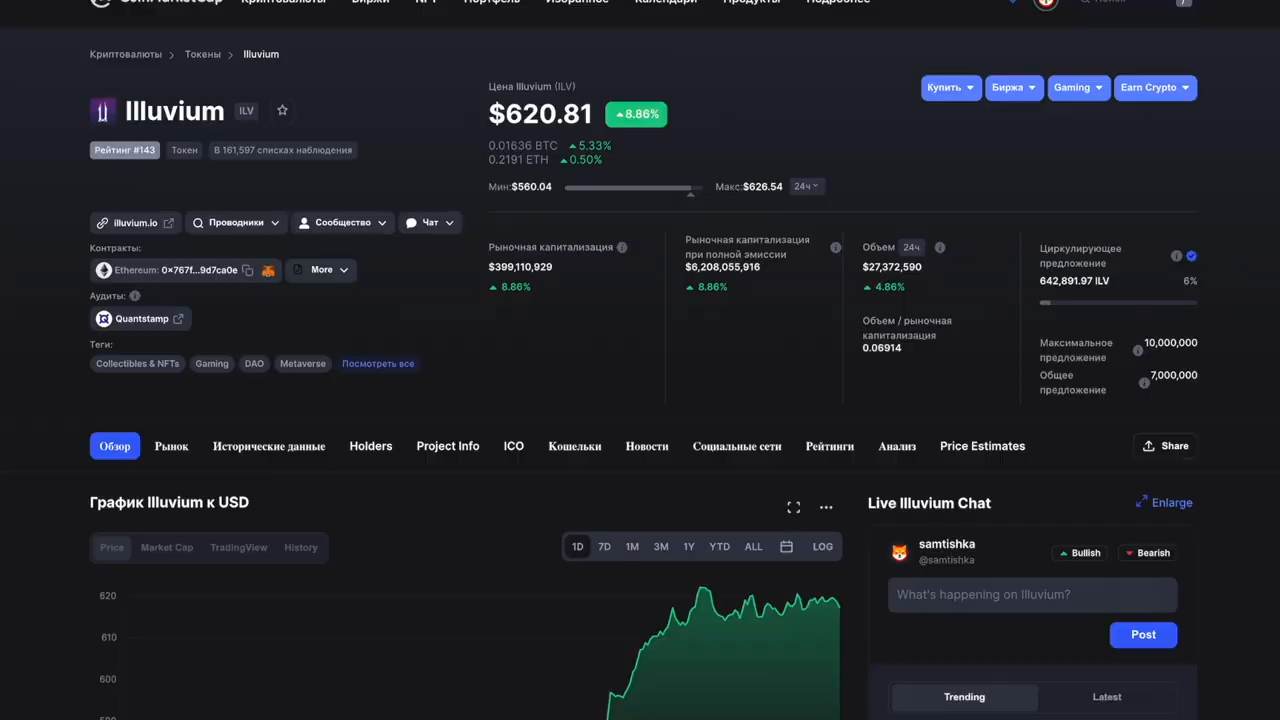 CoinMarketCap Криптовалюты Биржи NFT Портфель Избранное Календари Продукты Подробнее Поиск /
Криптовалюты > Токены > Illuvium
Illuvium ILV
Рейтинг #143 Токен В 161,597 списках наблюдения
illuvium.io Проводники Сообщество Чат
Контракты:
Ethereum: 0x767f...9d7ca0e More
Аудиты:
Quantstamp
Теги:
Collectibles & NFTs Gaming DAO Metaverse Посмотреть все
Цена Illuvium (ILV)
$620.81 8.86%
0.01636 BTC 5.33%
0.2191 ETH 0.50%
Мин:$560.04 Макс:$626.54 24ч
Купить Биржа Gaming Earn Crypto
Рыночная капитализация
$399,110,929
8.86%
Рыночная капитализация
при полной эмиссии
$6,208,055,916
8.86%
Объем 24ч
$27,372,590
4.86%
Объем / рыночная
капитализация
0.06914
Циркулирующее
предложение
642,891.97 ILV 6%
Максимальное
предложение
10,000,000
Общее
предложение
7,000,000
Обзор Рынок Исторические данные Holders Project Info ICO Кошельки Новости Социальные сети Рейтинги Анализ Price Estimates Share
График Illuvium к USD
Price Market Cap TradingView History 1D 7D 1M 3M 1Y YTD ALL LOG
620
610
600
Live Illuvium Chat Enlarge
samtishka
@samtishka
Bullish Bearish
What's happening on Illuvium?
Post
Trending Latest